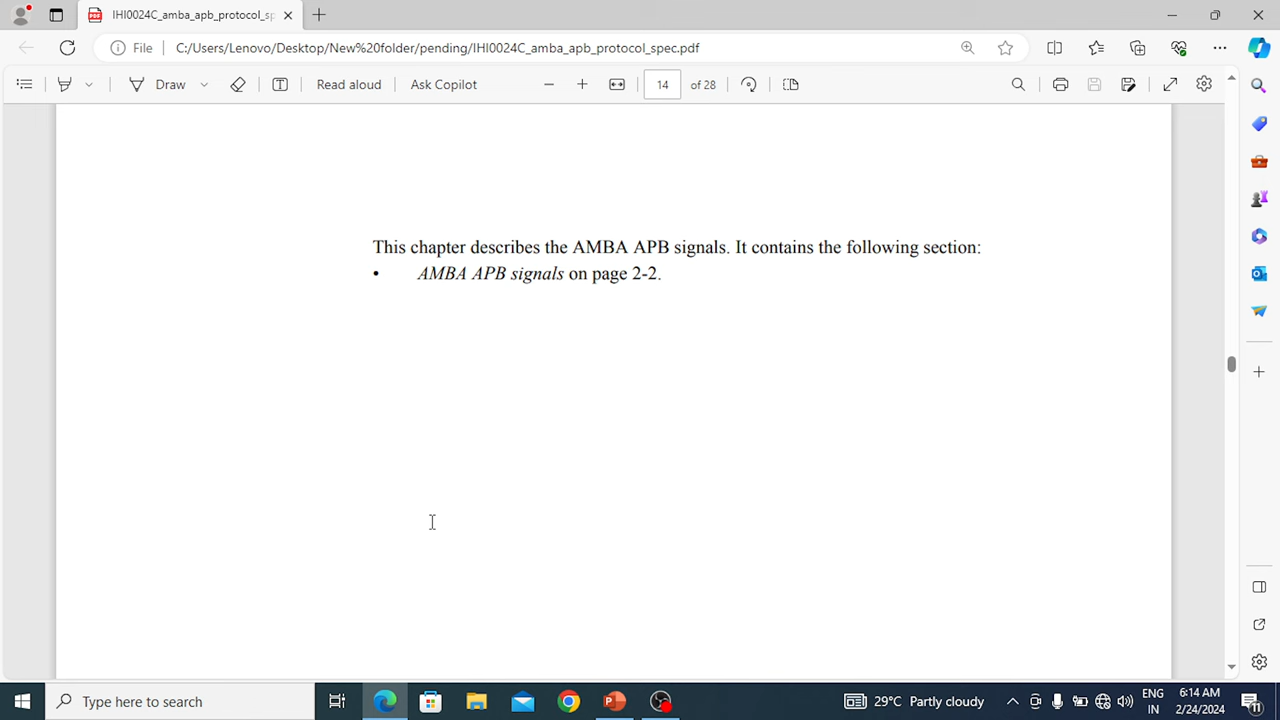 IHI0024C_amba_apb_protocol_sp
File
C:/Users/Lenovo/Desktop/New%20folder/pending/IHI0024C_amba_apb_protocol_spec.pdf
Draw
Read aloud
Ask Copilot
14
of 28
This chapter describes the AMBA APB signals. It contains the following section:
• AMBA APB signals on page 2-2.
Type here to search
29°C Partly cloudy
ENG
IN
6:14 AM
2/24/2024
11